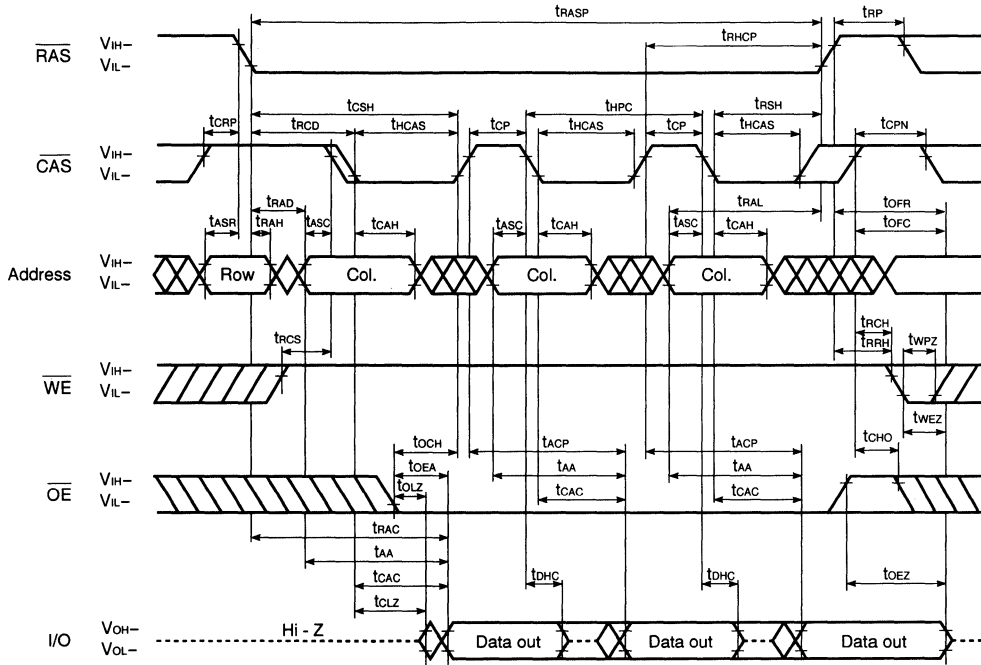 tRASP tRP
RAS VIH– tRHCP
VIL–
tCSH tHPC tRSH
tCRP tRCD tHCAS tCP tHCAS tCP tHCAS tCPN
CAS VIH–
VIL–
tRAD tRAL tOFR
tASR tRAH tASC tCAH tASC tCAH tASC tCAH tOFC
Address VIH– Row Col. Col. Col.
VIL–
tRCS tRCH tWPZ
tRRH
WE VIH–
VIL–
tWEZ
tOCH tACP tACP tCHO
tOEA tAA tAA
OE VIH– tOLZ tCAC tCAC
VIL–
tRAC
tAA
tCAC tDHC tDHC tOEZ
tCLZ
I/O VOH– Hi - Z Data out Data out Data out
VOL–